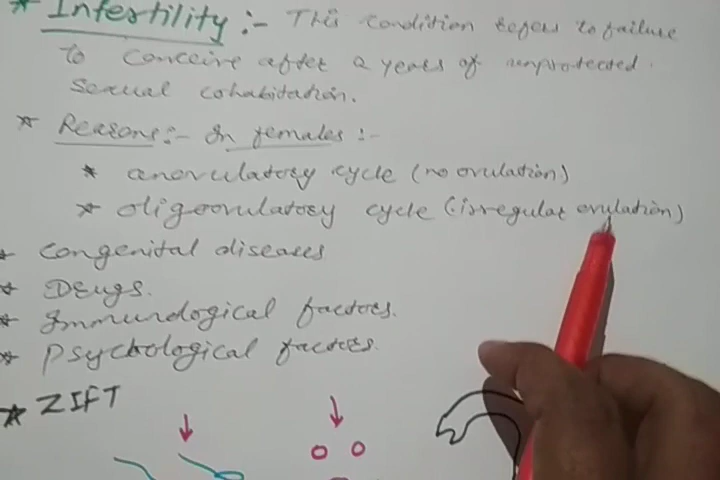 * Infertility :- This condition refers to failure
to conceive after 2 years of unprotected
sexual cohabitation.
* Reasons :- In females :-
* anovulatory cycle (no ovulation)
* oligoovulatory cycle (irregular ovulation)
* Congenital diseases
* Drugs.
* Immunological factors.
* Psychological factors.
* ZIFT